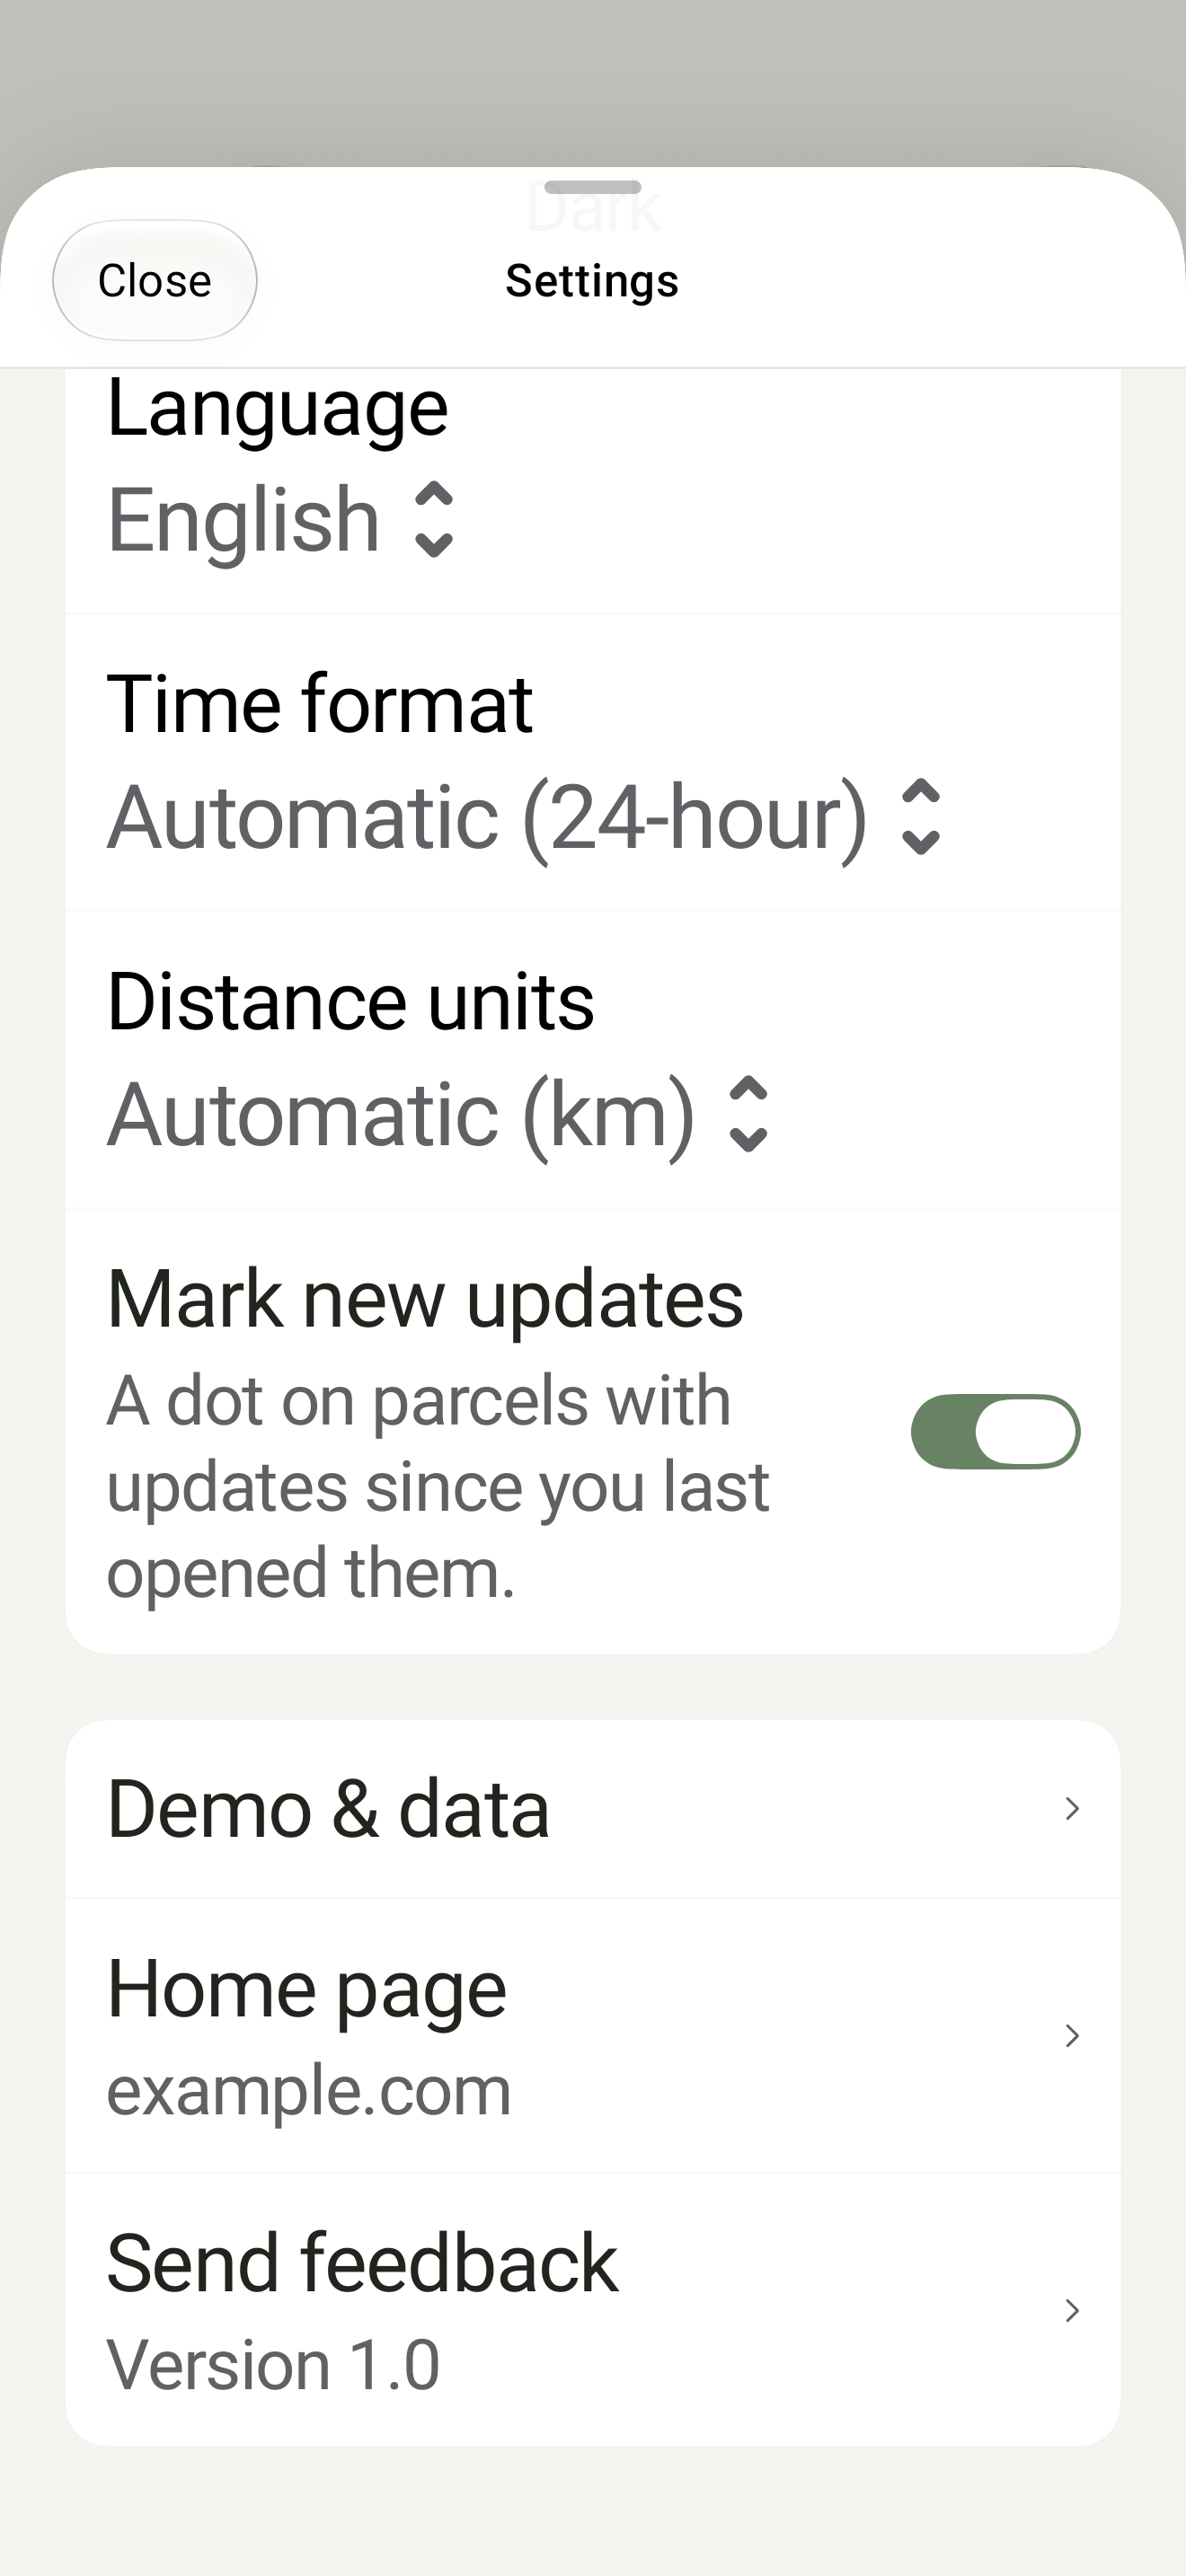 Dark
Close
Settings
Language
English
Time format
Automatic (24-hour)
Distance units
Automatic (km)
Mark new updates
A dot on parcels with
updates since you last
opened them.
Demo & data
Home page
example.com
Send feedback
Version 1.0